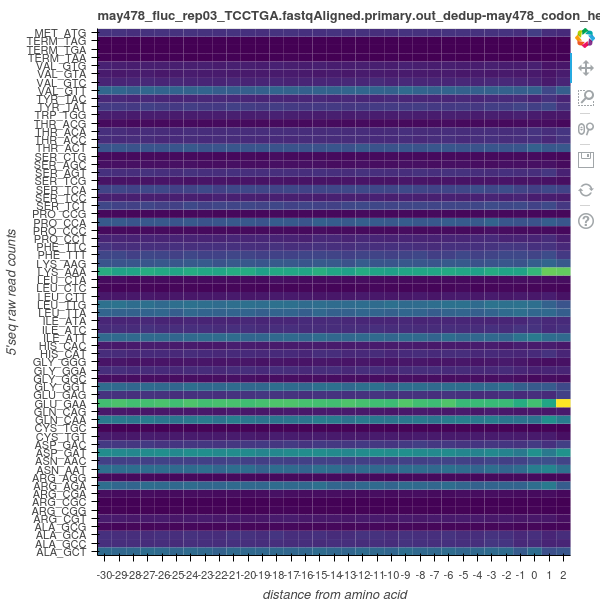 may478_fluc_rep03_TCCTGA.fastqAligned.primary.out_dedup-may478_codon_he
MET_ATG
TERM_TAG
TERM_TGA
TERM_TAA
VAL_GTG
VAL_GTA
VAL_GTC
VAL_GTT
TYR_TAC
TYR_TAT
TRP_TGG
THR_ACG
THR_ACA
THR_ACC
THR_ACT
SER_CTG
SER_AGC
SER_AGT
SER_TCG
SER_TCA
SER_TCC
SER_TCT
PRO_CCG
PRO_CCA
PRO_CCC
PRO_CCT
PHE_TTC
PHE_TTT
LYS_AAG
LYS_AAA
LEU_CTA
LEU_CTC
LEU_CTT
LEU_TTG
LEU_TTA
ILE_ATA
ILE_ATC
ILE_ATT
HIS_CAC
HIS_CAT
GLY_GGG
GLY_GGA
GLY_GGC
GLY_GGT
GLU_GAG
GLU_GAA
GLN_CAG
GLN_CAA
CYS_TGC
CYS_TGT
ASP_GAC
ASP_GAT
ASN_AAC
ASN_AAT
ARG_AGG
ARG_AGA
ARG_CGA
ARG_CGC
ARG_CGG
ARG_CGT
ALA_GCG
ALA_GCA
ALA_GCC
ALA_GCT
5'seq raw read counts
-30 -29 -28 -27 -26 -25 -24 -23 -22 -21 -20 -19 -18 -17 -16 -15 -14 -13 -12 -11 -10 -9 -8 -7 -6 -5 -4 -3 -2 -1 0 1 2
distance from amino acid